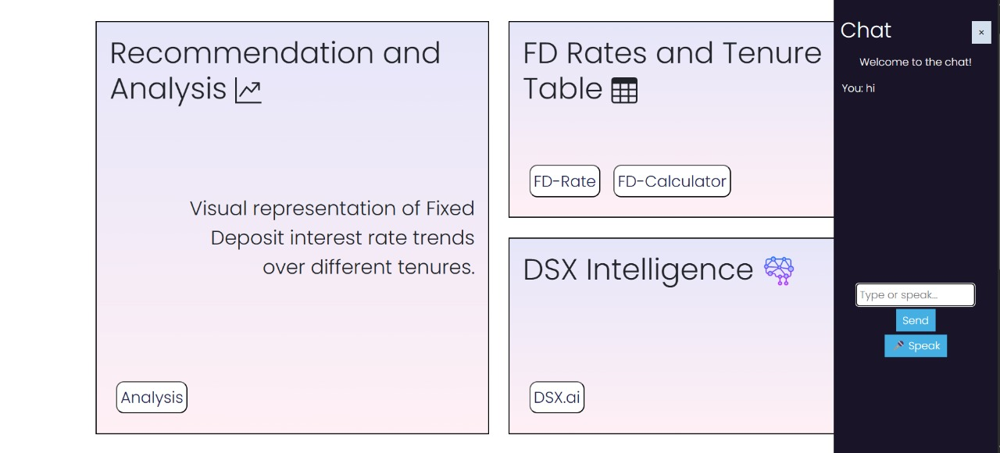 Recommendation and
Analysis
Visual representation of Fixed
Deposit interest rate trends
over different tenures.
Analysis
FD Rates and Tenure
Table
FD-Rate FD-Calculator
DSX Intelligence
DSX.ai
Chat
×
Welcome to the chat!
You: hi
Type or speak...
Send
🎤 Speak